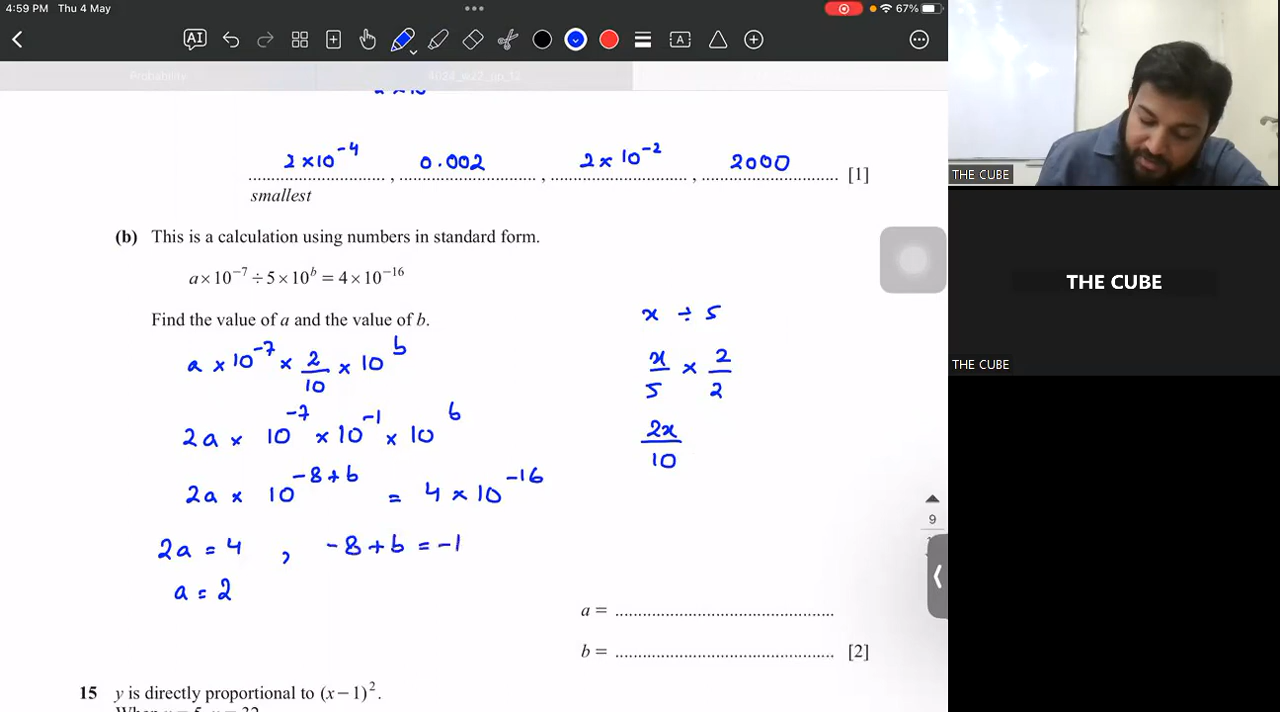 4:59 PM Thu 4 May
67%
AI
A
Probability
4024_w22_qp_12
2 × 10
2 × 10⁻⁴ , 0.002 , 2 × 10⁻² , 2000 [1]
smallest
(b) This is a calculation using numbers in standard form.
a × 10⁻⁷ ÷ 5 × 10ᵇ = 4 × 10⁻¹⁶
Find the value of a and the value of b.
a × 10⁻⁷ × 2/10 × 10ᵇ
2a × 10⁻⁷ × 10⁻¹ × 10ᵇ
2a × 10⁻⁸⁺ᵇ = 4 × 10⁻¹⁶
2a = 4 , -8 + b = -1
a = 2
x ÷ 5
x/5 × 2/2
2x/10
a = ..................................................
b = .................................................. [2]
15 y is directly proportional to (x − 1)².
9
THE CUBE
THE CUBE
THE CUBE